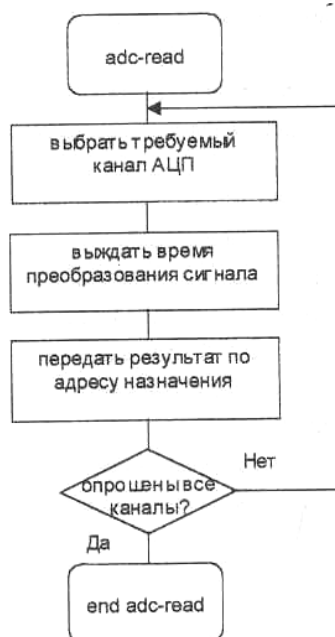 adc-read
выбрать требуемый
канал АЦП
выждать время
преобразования сигнала
передать результат по
адресу назначения
Нет
опрошены все
каналы?
Да
end adc-read